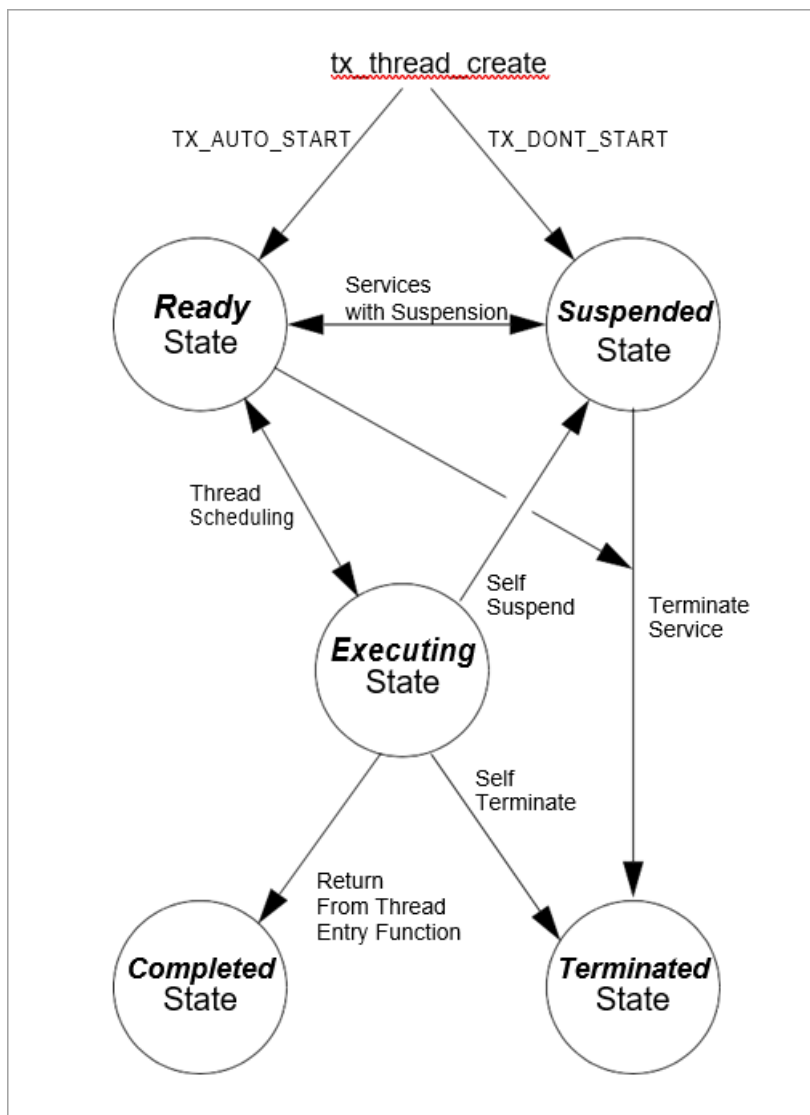 tx_thread_create
TX_AUTO_START
TX_DONT_START
Ready
State
Services
with Suspension
Suspended
State
Thread
Scheduling
Self
Suspend
Terminate
Service
Executing
State
Self
Terminate
Return
From Thread
Entry Function
Completed
State
Terminated
State